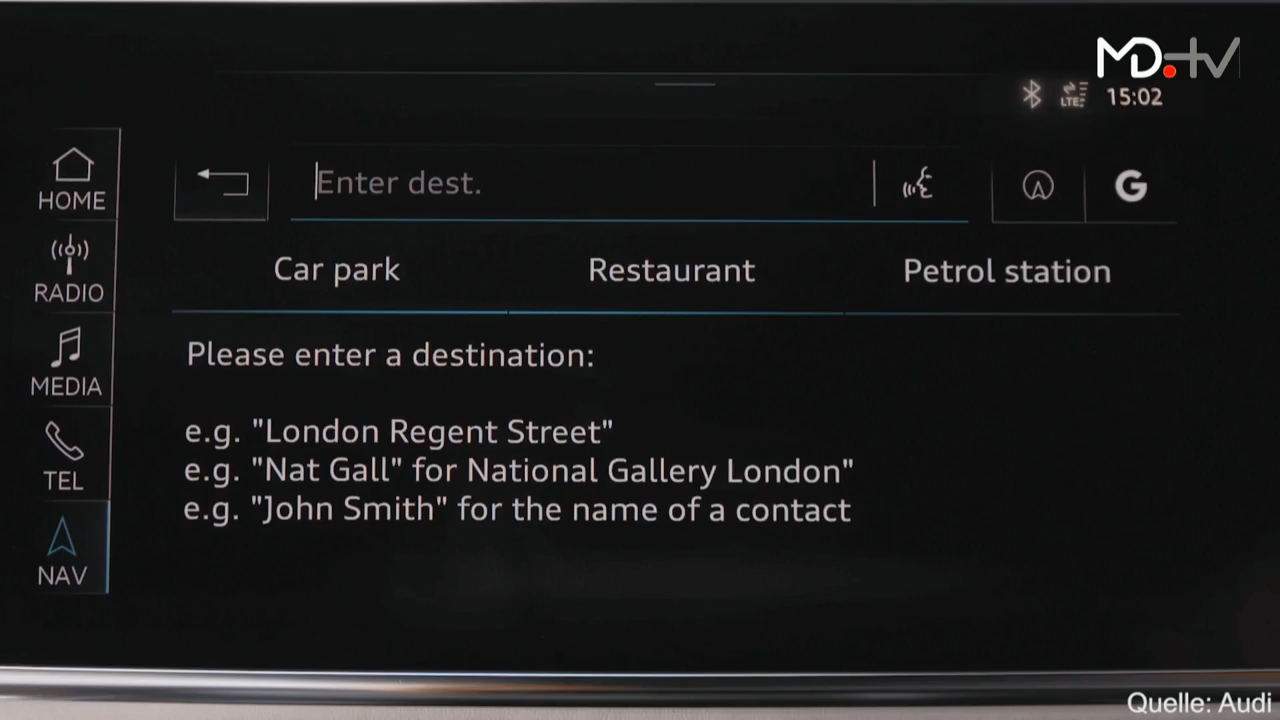 MD.tv
LTE 15:02
HOME
Enter dest.
G
RADIO
Car park Restaurant Petrol station
MEDIA
Please enter a destination:
e.g. "London Regent Street"
TEL
e.g. "Nat Gall" for National Gallery London"
e.g. "John Smith" for the name of a contact
NAV
Quelle: Audi